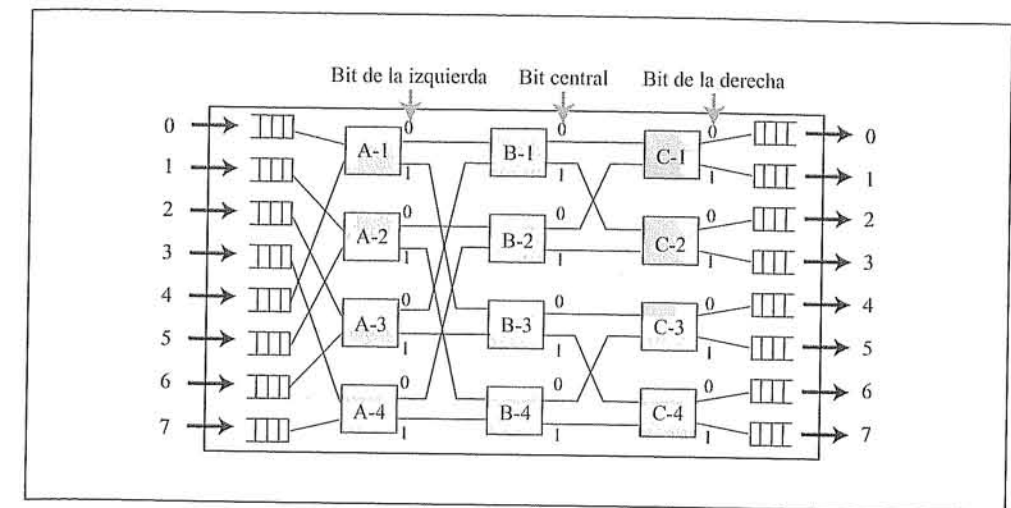 Bit de la izquierda Bit central Bit de la derecha
0 0 0 0 0
A-1 B-1 C-1
1 1 1 1 1
2 0 0 0 2
A-2 B-2 C-2
3 1 1 1 3
4 0 0 0 4
A-3 B-3 C-3
5 1 1 1 5
6 0 0 0 6
A-4 B-4 C-4
7 1 1 1 7